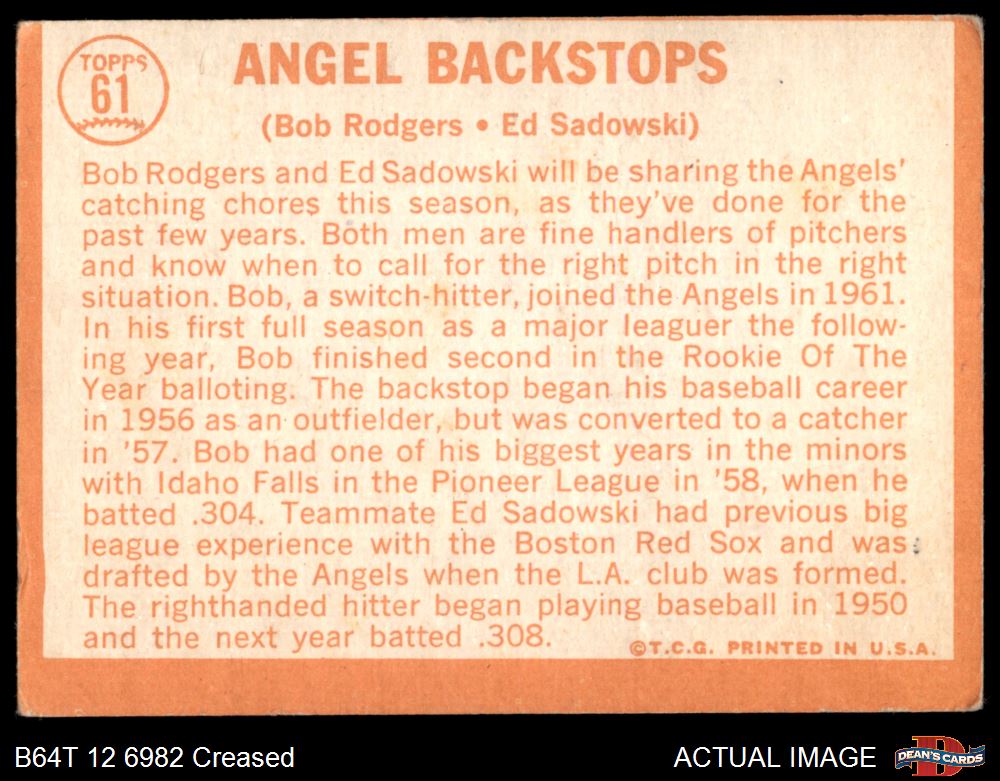 TOPPS
61
ANGEL BACKSTOPS
(Bob Rodgers • Ed Sadowski)
Bob Rodgers and Ed Sadowski will be sharing the Angels'
catching chores this season, as they've done for the
past few years. Both men are fine handlers of pitchers
and know when to call for the right pitch in the right
situation. Bob, a switch-hitter, joined the Angels in 1961.
In his first full season as a major leaguer the follow-
ing year, Bob finished second in the Rookie Of The
Year balloting. The backstop began his baseball career
in 1956 as an outfielder, but was converted to a catcher
in '57. Bob had one of his biggest years in the minors
with Idaho Falls in the Pioneer League in '58, when he
batted .304. Teammate Ed Sadowski had previous big
league experience with the Boston Red Sox and was
drafted by the Angels when the L.A. club was formed.
The righthanded hitter began playing baseball in 1950
and the next year batted .308.
©T.C.G. PRINTED IN U.S.A.
B64T 12 6982 Creased
ACTUAL IMAGE
D
DEAN'S CARDS